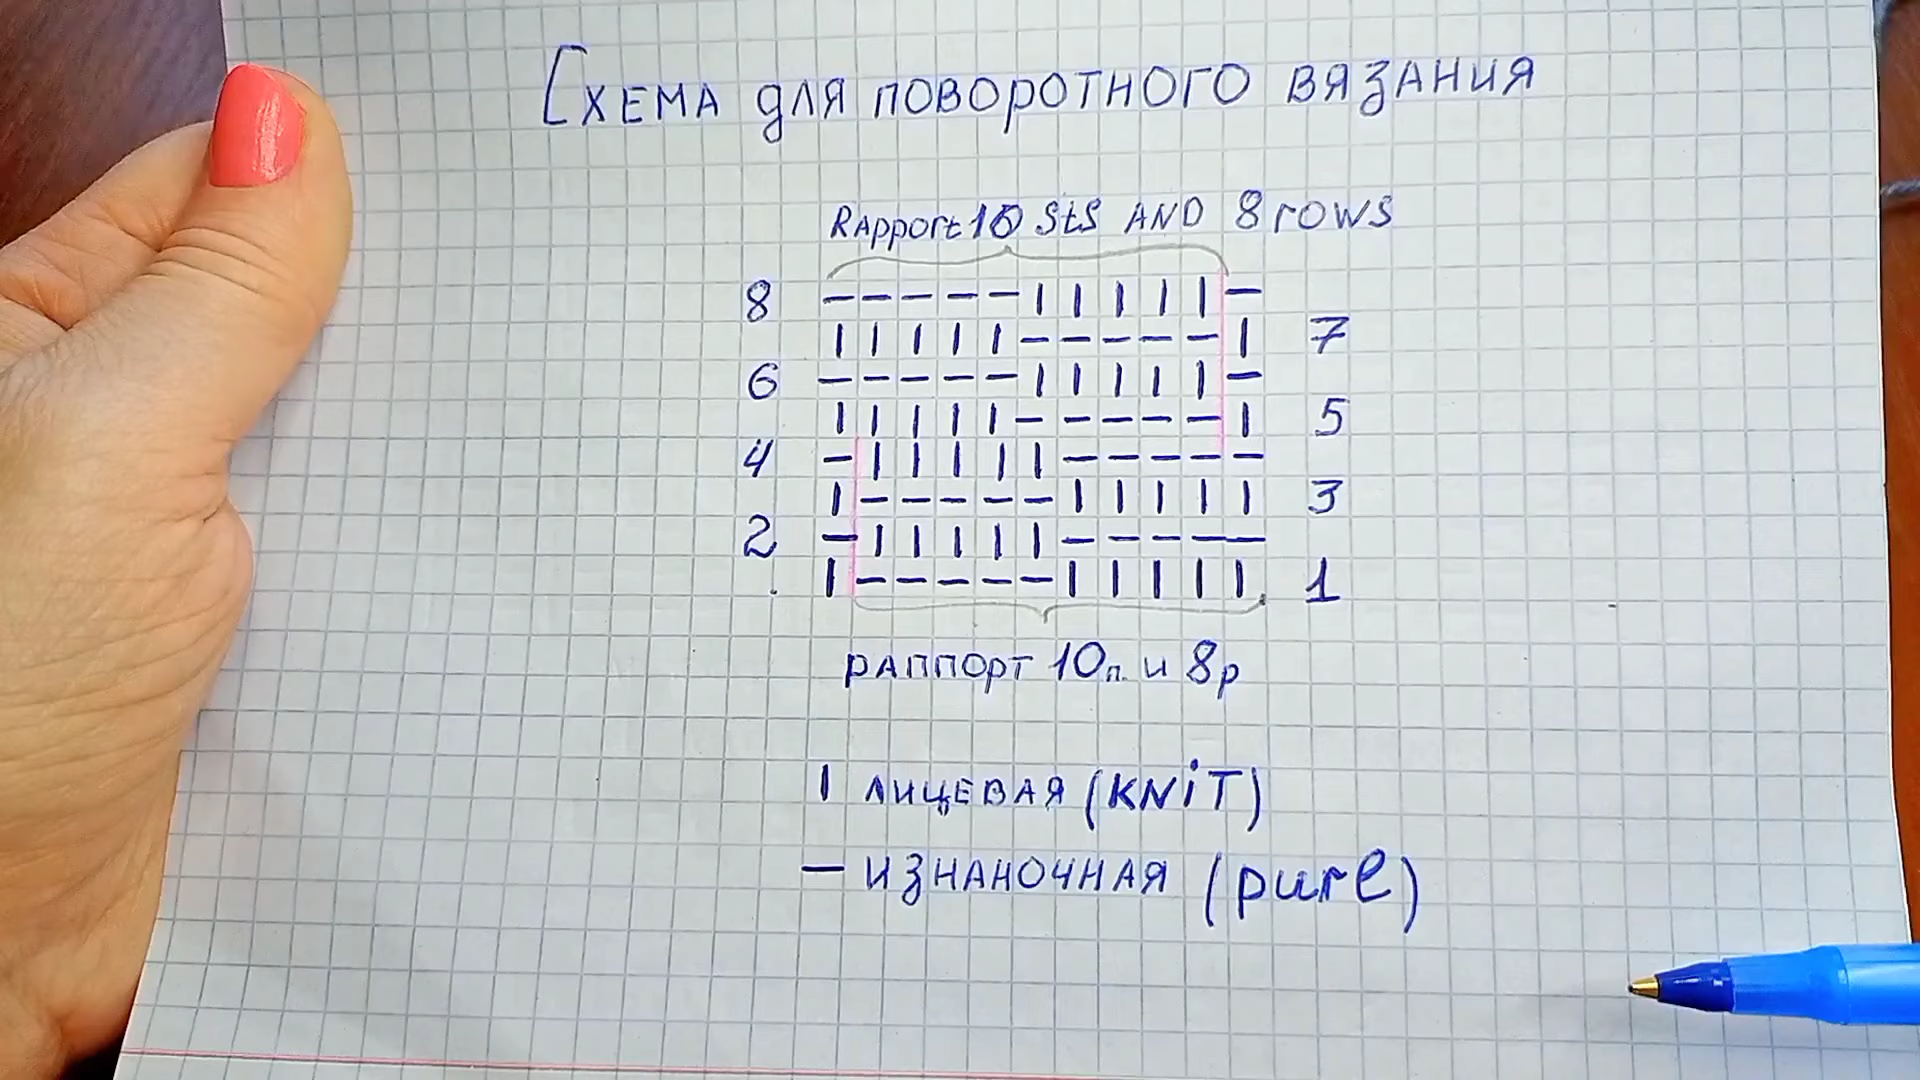 Схема для поворотного вязания
Rapport 10 Sts AND 8 rows
8 -----|||||-
|||||-----| 7
6 -----|||||-
|||||-----| 5
4 -|||||-----
|-----||||| 3
2 -|||||-----
|-----||||| 1
раппорт 10п. и 8р
| лицевая (KNiT)
— изнаночная (purl)